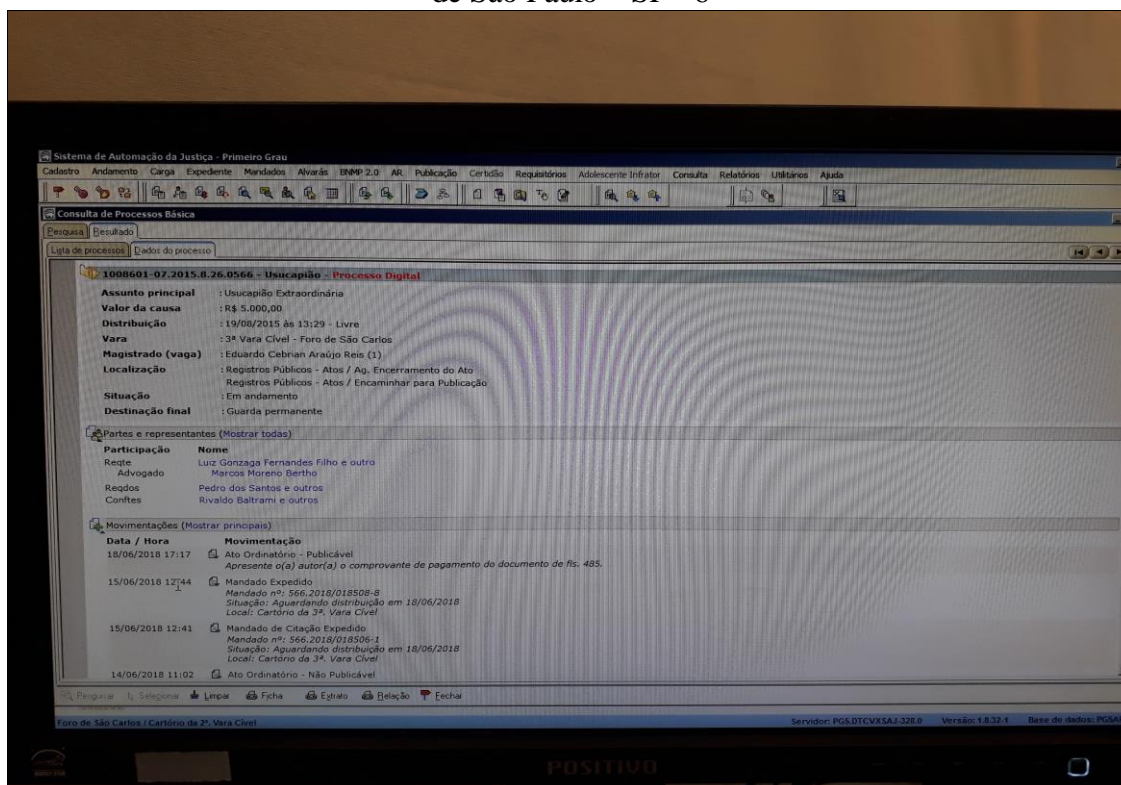 de São Paulo – SP – 6
Sistema de Automação da Justiça - Primeiro Grau
Cadastro Andamento Carga Expediente Mandados Alvarás BNMP 2.0 AR Publicação Certidão Requisitórios Adolescente Infrator Consulta Relatórios Utilitários Ajuda
Consulta de Processos Básica
Pesquisa Resultado
Lista de processos Dados do processo
1008601-07.2015.8.26.0566 - Usucapião - Processo Digital
Assunto principal : Usucapião Extraordinária
Valor da causa : R$ 5.000,00
Distribuição : 19/08/2015 às 13:29 - Livre
Vara : 3ª Vara Cível - Foro de São Carlos
Magistrado (vaga) : Eduardo Cebrian Araújo Reis (1)
Localização : Registros Públicos - Atos / Ag. Encerramento do Ato
Registros Públicos - Atos / Encaminhar para Publicação
Situação : Em andamento
Destinação final : Guarda permanente
Partes e representantes (Mostrar todas)
Participação Nome
Reqte Luiz Gonzaga Fernandes Filho e outro
Advogado Marcos Moreno Bertho
Reqdos Pedro dos Santos e outros
Conftes Rivaldo Baltrami e outros
Movimentações (Mostrar principais)
Data / Hora Movimentação
18/06/2018 17:17 Ato Ordinatório - Publicável
Apresente o(a) autor(a) o comprovante de pagamento do documento de fls. 485.
15/06/2018 12:44 Mandado Expedido
Mandado nº: 566.2018/018508-8
Situação: Aguardando distribuição em 18/06/2018
Local: Cartório da 3ª. Vara Cível
15/06/2018 12:41 Mandado de Citação Expedido
Mandado nº: 566.2018/018506-1
Situação: Aguardando distribuição em 18/06/2018
Local: Cartório da 3ª. Vara Cível
14/06/2018 11:02 Ato Ordinatório - Não Publicável
Pesquisar Selecionar Limpar Ficha Extrato Relação Fechar
Foro de São Carlos / Cartório da 2ª. Vara Cível Servidor: PG5.DTCVXSAJ-328.0 Versão: 1.8.32-1 Base de dados:
POSITIVO